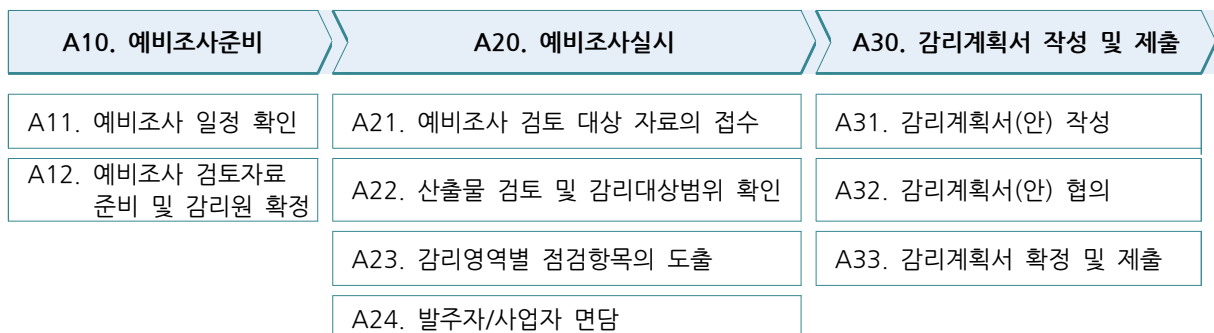 A10. 예비조사준비
A20. 예비조사실시
A30. 감리계획서 작성 및 제출
A11. 예비조사 일정 확인
A12. 예비조사 검토자료
준비 및 감리원 확정
A21. 예비조사 검토 대상 자료의 접수
A22. 산출물 검토 및 감리대상범위 확인
A23. 감리영역별 점검항목의 도출
A24. 발주자/사업자 면담
A31. 감리계획서(안) 작성
A32. 감리계획서(안) 협의
A33. 감리계획서 확정 및 제출